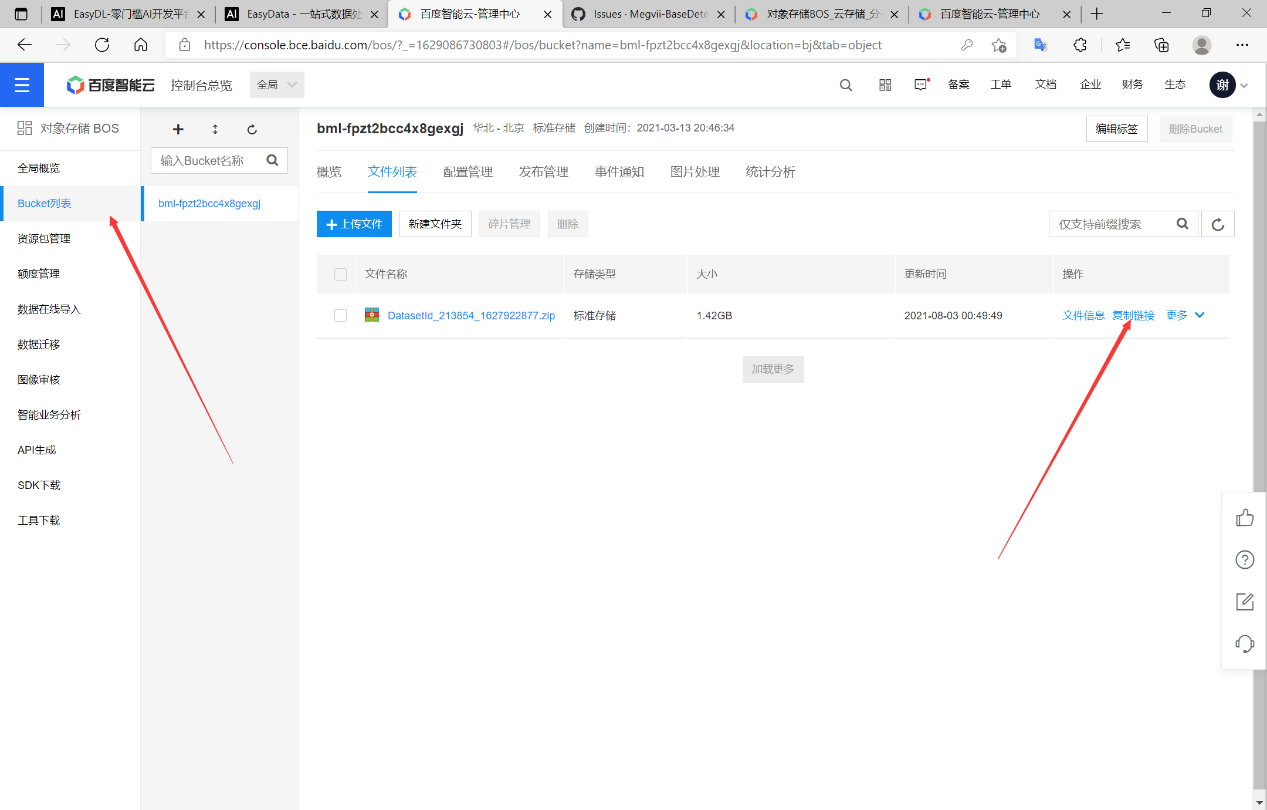 EasyDL-零门槛AI开发平台
EasyData - 一站式数据处
百度智能云-管理中心
Issues · Megvii-BaseDete
对象存储BOS_云存储_分
百度智能云-管理中心
https://console.bce.baidu.com/bos/?_=1629086730803#/bos/bucket?name=bml-fpzt2bcc4x8gexgj&location=bj&tab=object
百度智能云
控制台总览
全局
备案
工单
文档
企业
财务
生态
谢
对象存储 BOS
全局概览
Bucket列表
资源包管理
额度管理
数据在线导入
数据迁移
图像审核
智能业务分析
API生成
SDK下载
工具下载
输入Bucket名称
bml-fpzt2bcc4x8gexgj
bml-fpzt2bcc4x8gexgj 华北 - 北京 标准存储 创建时间: 2021-03-13 20:46:34
编辑标签
删除Bucket
概览 文件列表 配置管理 发布管理 事件通知 图片处理 统计分析
上传文件 新建文件夹 碎片管理 删除
仅支持前缀搜索
文件名称 存储类型 大小 更新时间 操作
DatasetId_213854_1627922877.zip 标准存储 1.42GB 2021-08-03 00:49:49 文件信息 复制链接 更多
加载更多